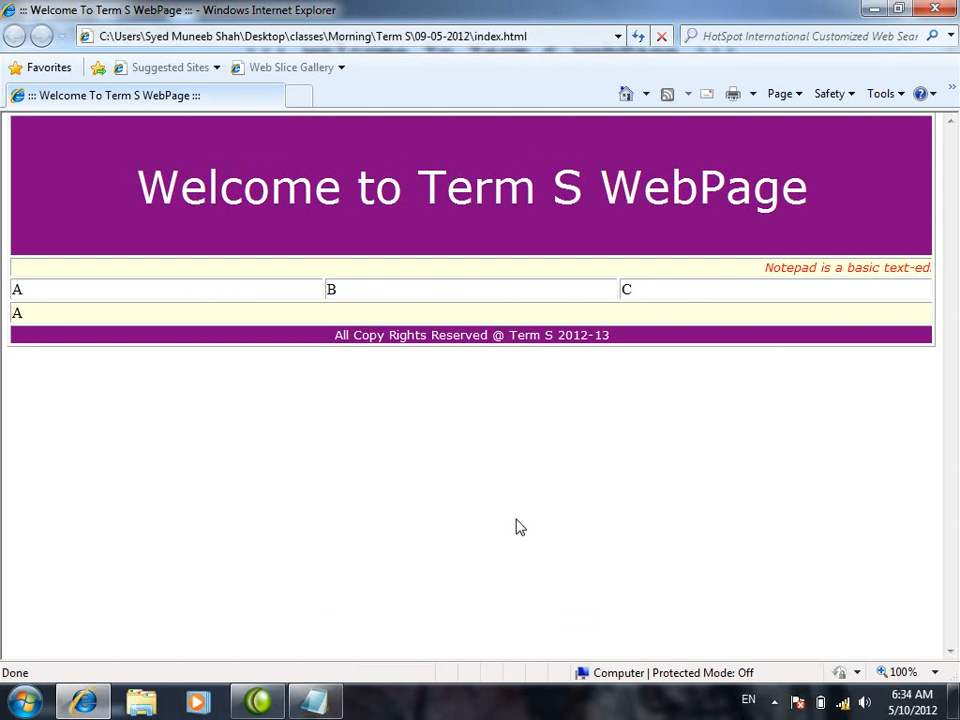 ::: Welcome To Term S WebPage ::: - Windows Internet Explorer
C:\Users\Syed Muneeb Shah\Desktop\classes\Morning\Term S\09-05-2012\index.html
HotSpot International Customized Web Sear
Favorites
Suggested Sites
Web Slice Gallery
::: Welcome To Term S WebPage :::
Page
Safety
Tools
Welcome to Term S WebPage
Notepad is a basic text-ed
A
B
C
A
All Copy Rights Reserved @ Term S 2012-13
Done
Computer | Protected Mode: Off
100%
EN
6:34 AM
5/10/2012